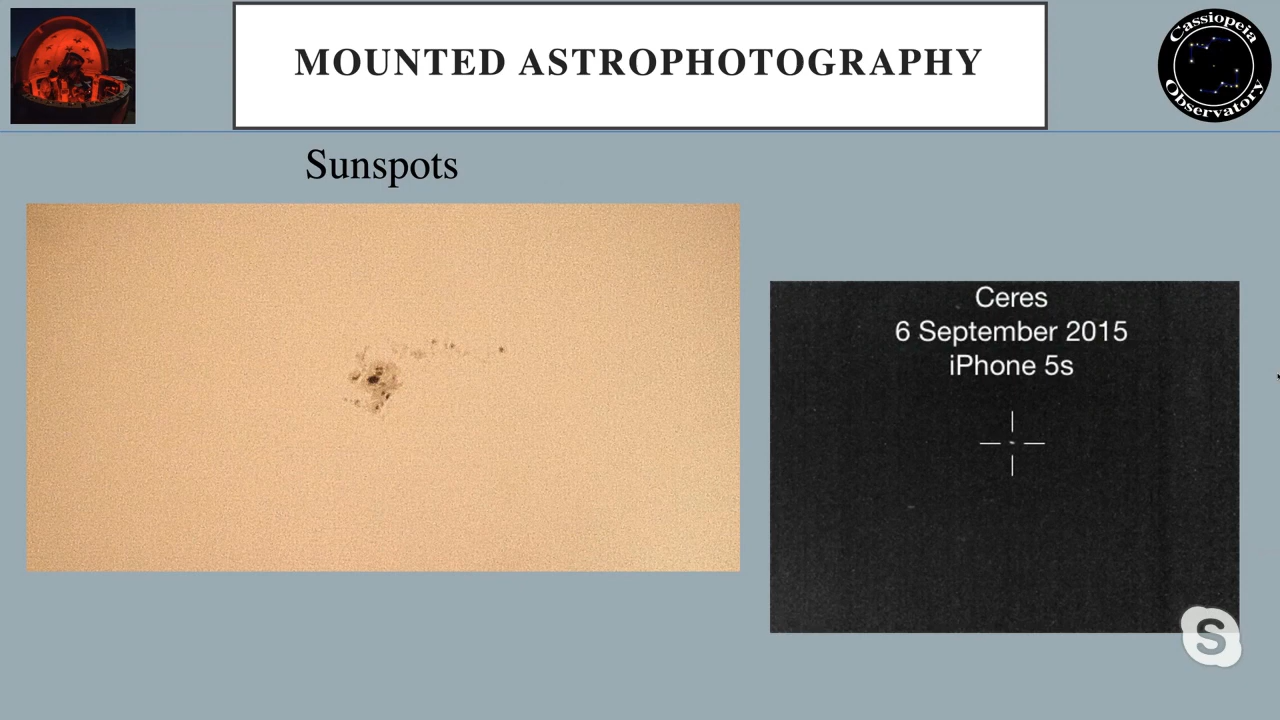 MOUNTED ASTROPHOTOGRAPHY
Cassiopeia
Observatory
Sunspots
Ceres
6 September 2015
iPhone 5s
S